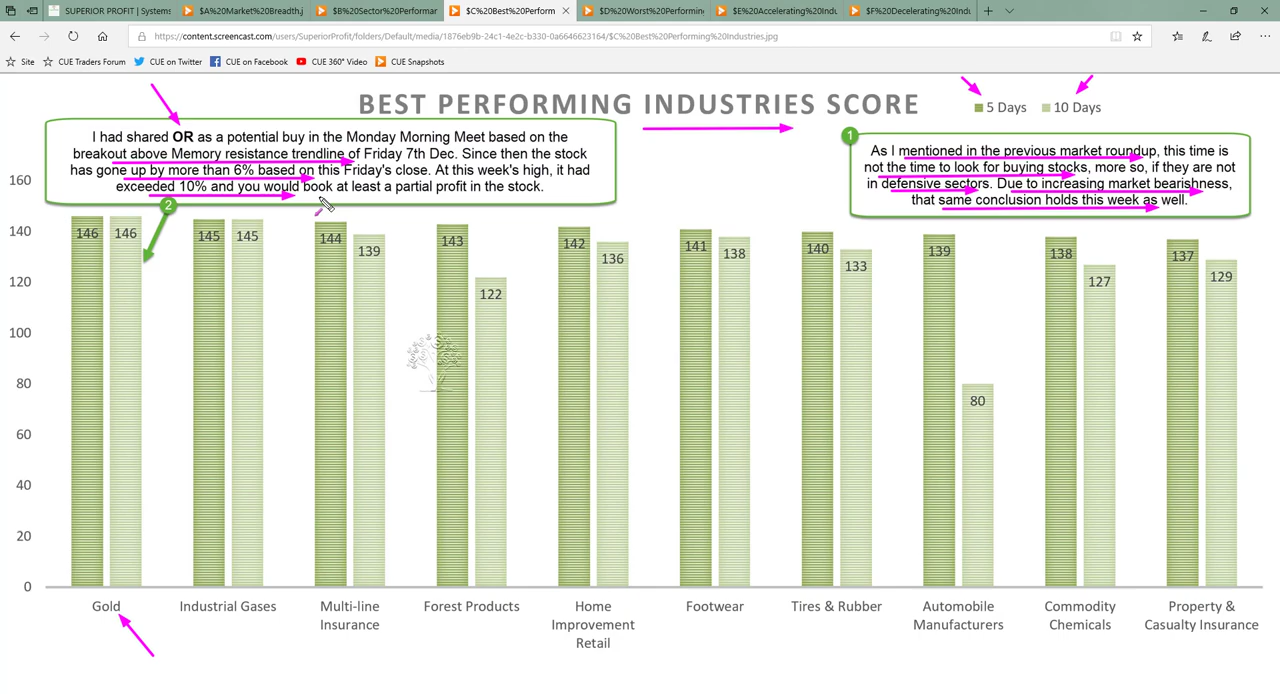 SUPERIOR PROFIT | Systems
$A%20Market%20Breadth.j
$B%20Sector%20Performar
$C%20Best%20Perform
$D%20Worst%20Performing
$E%20Accelerating%20Indu
$F%20Decelerating%20Indu
https://content.screencast.com/users/SuperiorProfit/folders/Default/media/1876eb9b-24c1-4e2c-b330-0a6646623164/$C%20Best%20Performing%20Industries.jpg
Site
CUE Traders Forum
CUE on Twitter
CUE on Facebook
CUE 360° Video
CUE Snapshots
BEST PERFORMING INDUSTRIES SCORE
5 Days
10 Days
I had shared OR as a potential buy in the Monday Morning Meet based on the
breakout above Memory resistance trendline of Friday 7th Dec. Since then the stock
has gone up by more than 6% based on this Friday's close. At this week's high, it had
exceeded 10% and you would book at least a partial profit in the stock.
2
1
As I mentioned in the previous market roundup, this time is
not the time to look for buying stocks, more so, if they are not
in defensive sectors. Due to increasing market bearishness,
that same conclusion holds this week as well.
160
140
120
100
80
60
40
20
0
146
146
145
145
144
139
143
122
142
136
141
138
140
133
139
80
138
127
137
129
Gold
Industrial Gases
Multi-line
Insurance
Forest Products
Home
Improvement
Retail
Footwear
Tires & Rubber
Automobile
Manufacturers
Commodity
Chemicals
Property &
Casualty Insurance